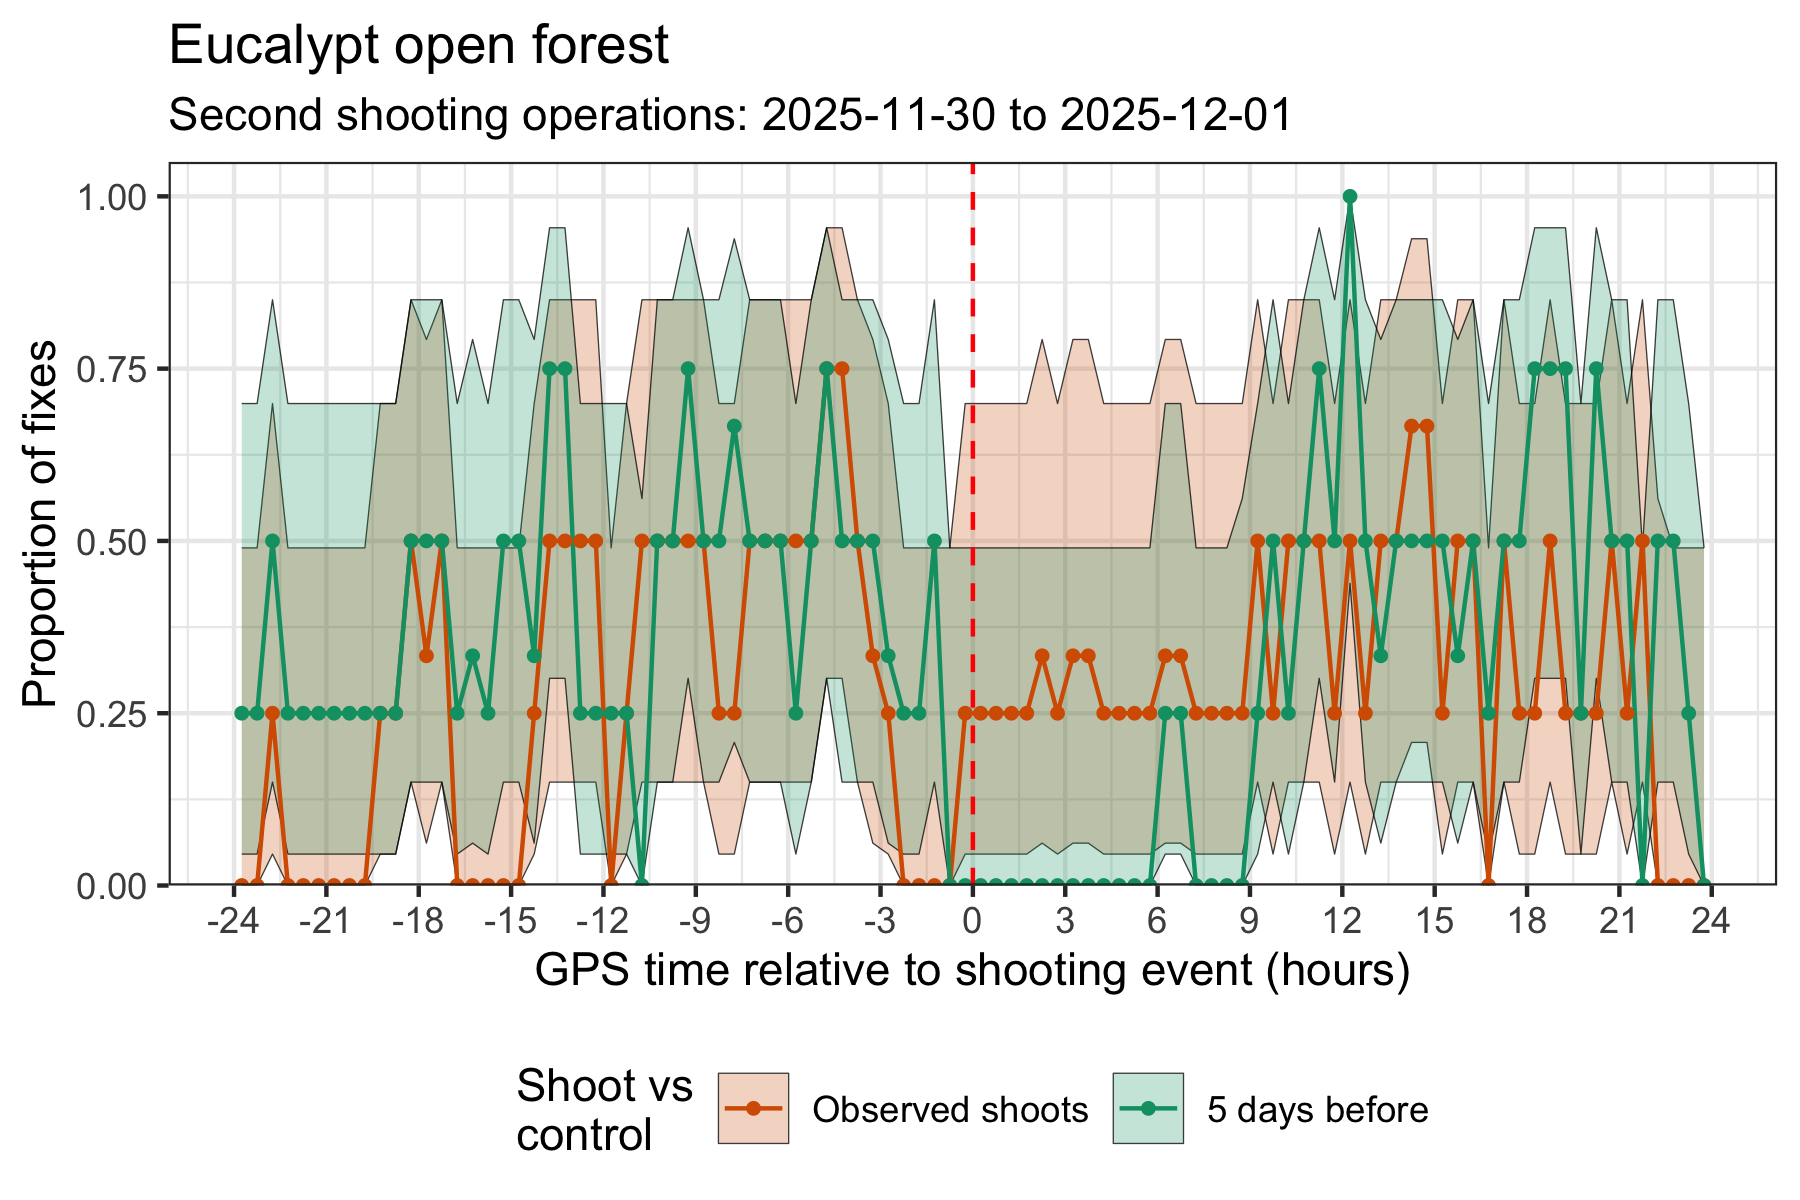 Eucalypt open forest
Second shooting operations: 2025-11-30 to 2025-12-01
Proportion of fixes
1.00
0.75
0.50
0.25
0.00
-24 -21 -18 -15 -12 -9 -6 -3 0 3 6 9 12 15 18 21 24
GPS time relative to shooting event (hours)
Shoot vs
control
Observed shoots
5 days before